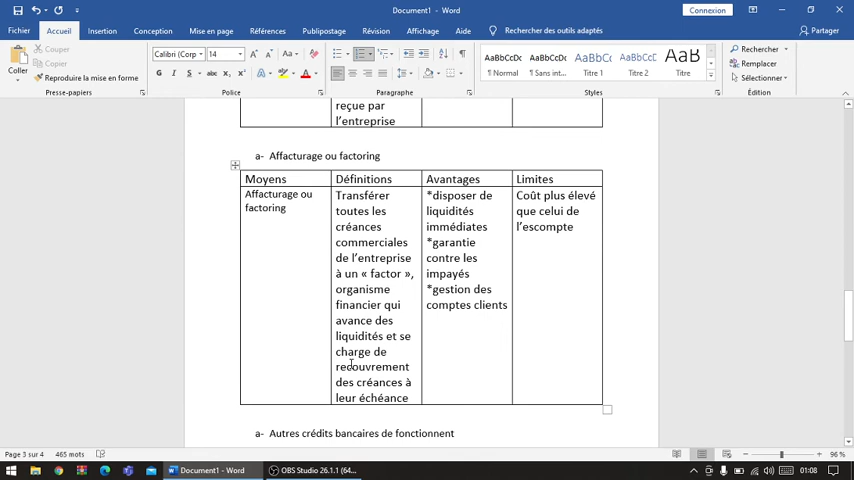 Document1 - Word
Connexion
Fichier Accueil Insertion Mise en page Conception Références Publipostage Révision Affichage Aide Rechercher des outils adaptés Partager
Coller
Couper
Copier
Reproduire la mise en forme
Presse-papiers
Calibri (Corp 14
G I S abc x₂ x²
Police
Paragraphe
AaBbCcDc AaBbCcDc AaBbCc AaBbCcD AaB
¶ Normal ¶ Sans int... Titre 1 Titre 2 Titre
Styles
Rechercher
Remplacer
Sélectionner
Édition
reçue par
l'entreprise
a- Affacturage ou factoring
Moyens Définitions Avantages Limites
Affacturage ou
factoring
Transférer
toutes les
créances
commerciales
de l'entreprise
à un « factor »,
organisme
financier qui
avance des
liquidités et se
charge de
recouvrement
des créances à
leur échéance
*disposer de
liquidités
immédiates
*garantie
contre les
impayés
*gestion des
comptes clients
Coût plus élevé
que celui de
l'escompte
a- Autres crédits bancaires de fonctionnent
Page 3 sur 4 465 mots
96 %
Document1 - Word
OBS Studio 26.1.1 (64...
01:08